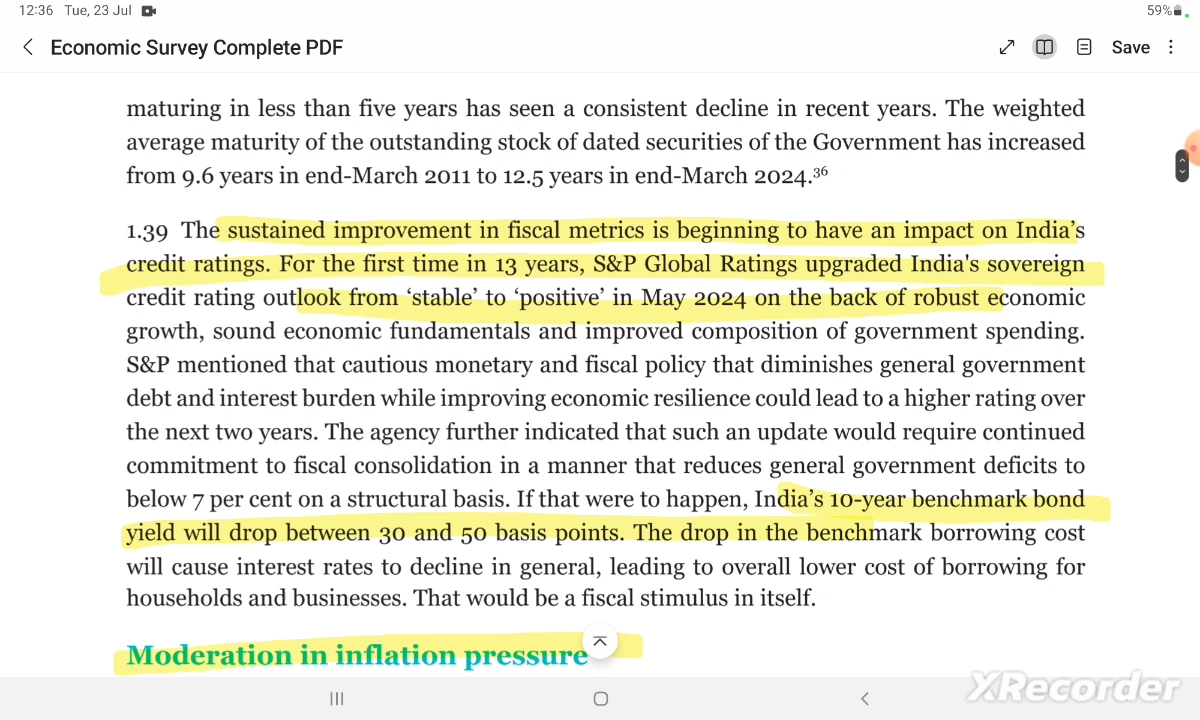 12:36 Tue, 23 Jul
59%
Economic Survey Complete PDF
Save
maturing in less than five years has seen a consistent decline in recent years. The weighted
average maturity of the outstanding stock of dated securities of the Government has increased
from 9.6 years in end-March 2011 to 12.5 years in end-March 2024.³⁶
1.39 The sustained improvement in fiscal metrics is beginning to have an impact on India's
credit ratings. For the first time in 13 years, S&P Global Ratings upgraded India's sovereign
credit rating outlook from 'stable' to 'positive' in May 2024 on the back of robust economic
growth, sound economic fundamentals and improved composition of government spending.
S&P mentioned that cautious monetary and fiscal policy that diminishes general government
debt and interest burden while improving economic resilience could lead to a higher rating over
the next two years. The agency further indicated that such an update would require continued
commitment to fiscal consolidation in a manner that reduces general government deficits to
below 7 per cent on a structural basis. If that were to happen, India's 10-year benchmark bond
yield will drop between 30 and 50 basis points. The drop in the benchmark borrowing cost
will cause interest rates to decline in general, leading to overall lower cost of borrowing for
households and businesses. That would be a fiscal stimulus in itself.
Moderation in inflation pressure
XRecorder